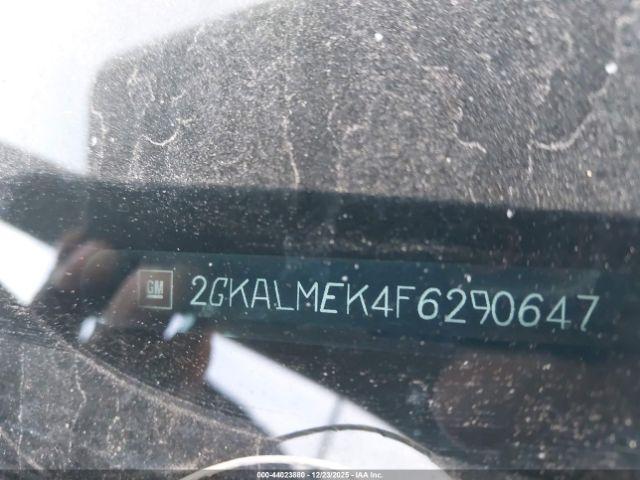 GM 2GKALMEK4F6290647
000-44023880 - 12/23/2025 - IAA Inc.